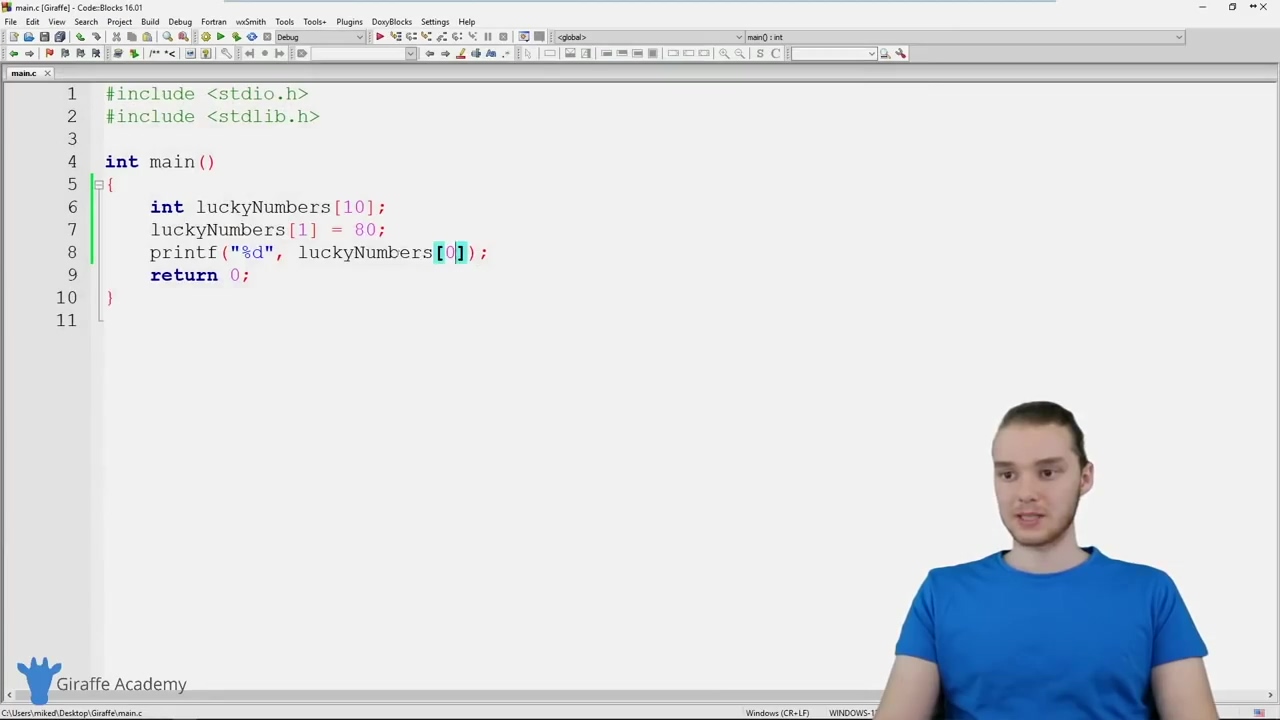 main.c [Giraffe] - Code::Blocks 16.01
File Edit View Search Project Build Debug Fortran wxSmith Tools Tools+ Plugins DoxyBlocks Settings Help
Debug <global> main() : int
/** *< S C
main.c
1 #include <stdio.h>
2 #include <stdlib.h>
3
4 int main()
5 {
6 int luckyNumbers[10];
7 luckyNumbers[1] = 80;
8 printf("%d", luckyNumbers[0]);
9 return 0;
10 }
11
Giraffe Academy
C:\Users\miked\Desktop\Giraffe\main.c Windows (CR+LF)